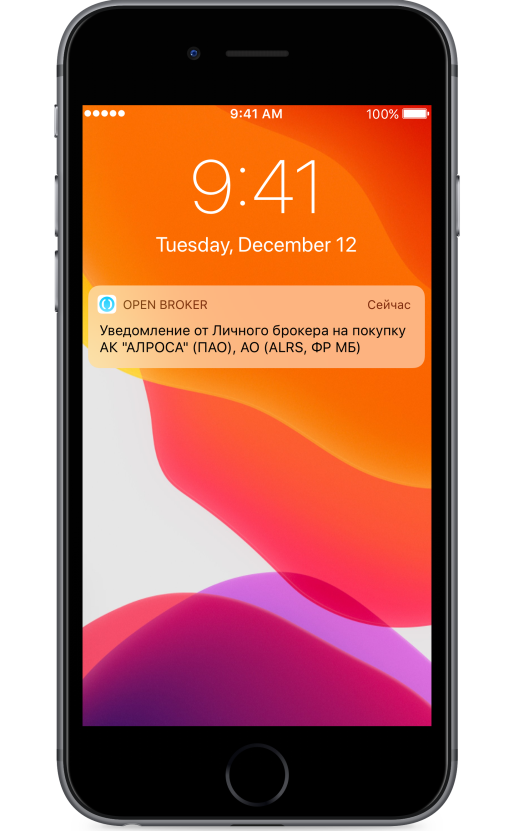 9:41 AM 100%
9:41
Tuesday, December 12
OPEN BROKER Сейчас
Уведомление от Личного брокера на покупку
АК "АЛРОСА" (ПАО), АО (ALRS, ФР МБ)